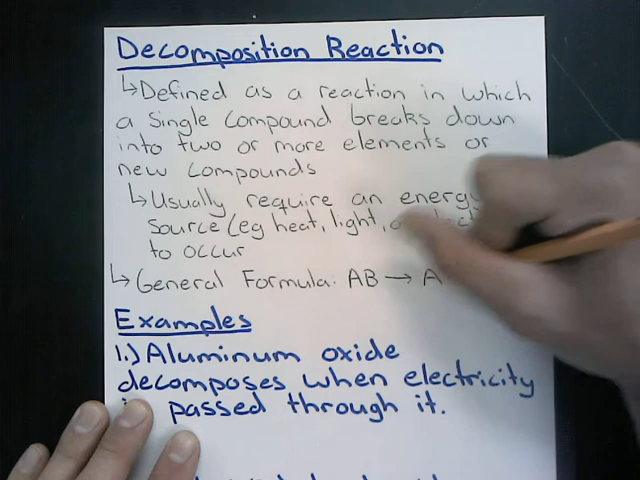 Decomposition Reaction
↳ Defined as a reaction in which
a single compound breaks down
into two or more elements or
new compounds
↳ Usually require an energy
source (eg heat, light,
to occur
↳ General Formula: AB → A
Examples
1.) Aluminum oxide
decomposes when electricity
passed through it.